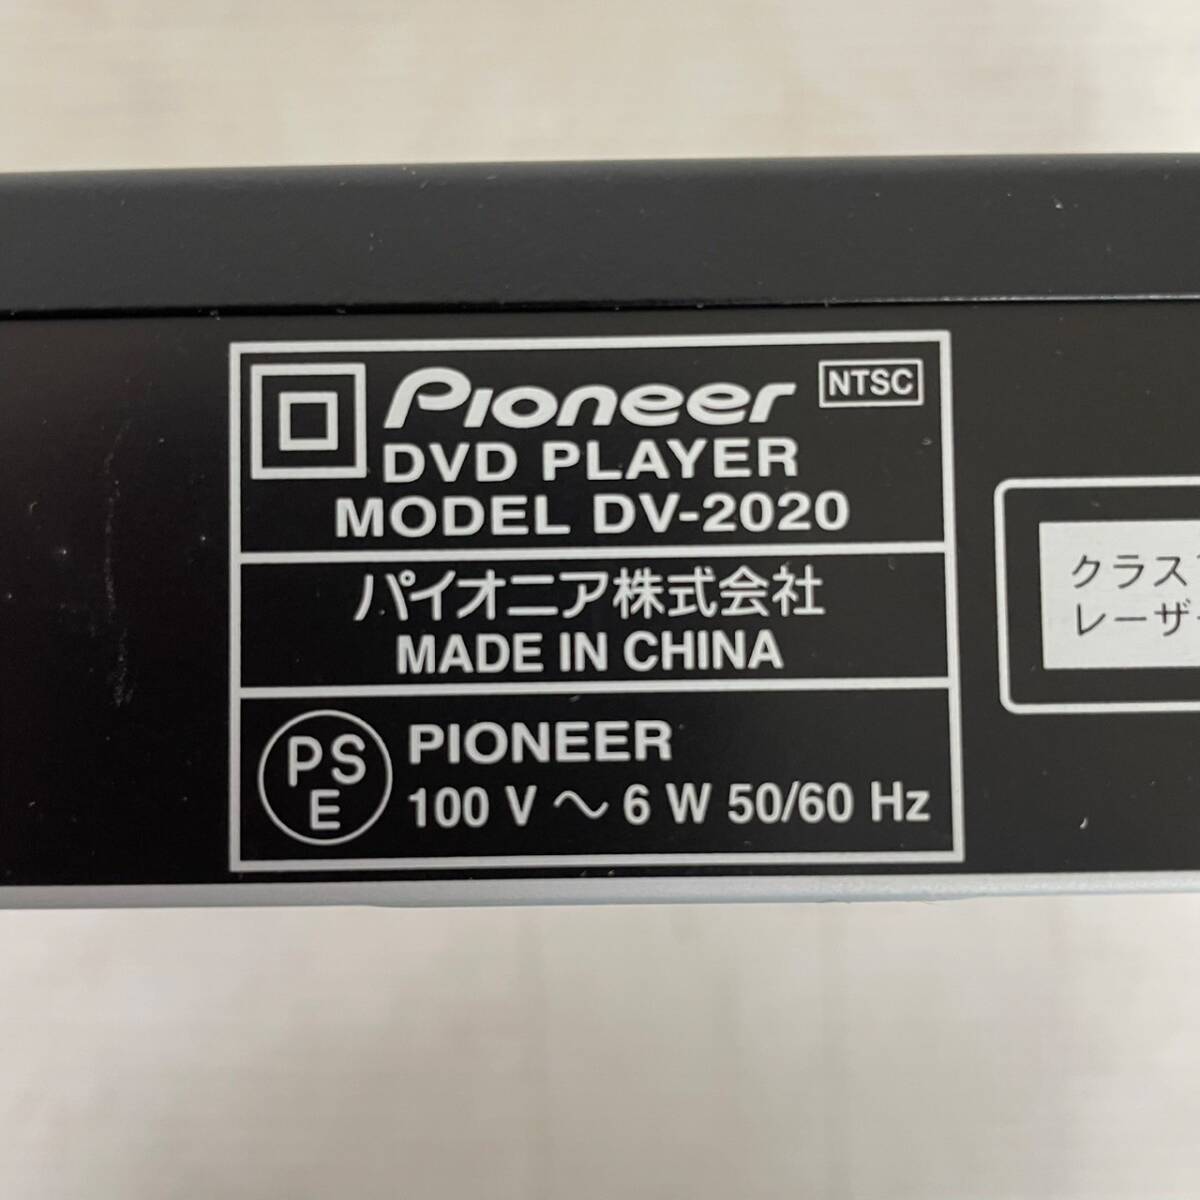 Pioneer
NTSC
DVD PLAYER
MODEL DV-2020
パイオニア株式会社
MADE IN CHINA
PS
E
PIONEER
100 V ～ 6 W 50/60 Hz
クラス
レーザ